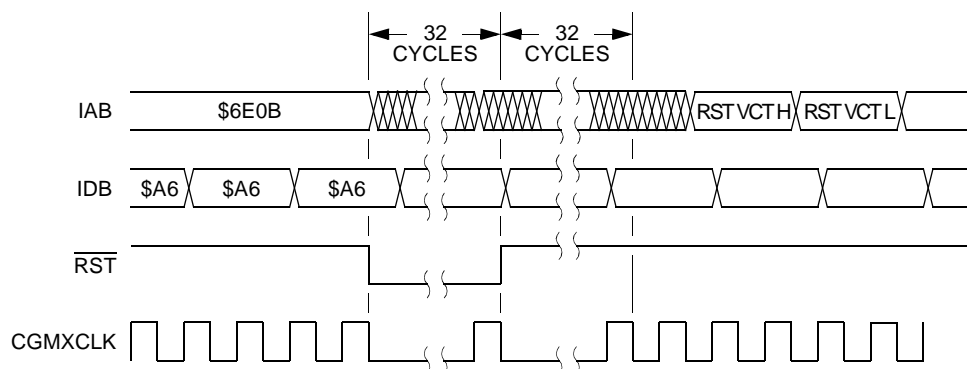 32
CYCLES
32
CYCLES
IAB
$6E0B
RST VCT H
RST VCT L
IDB
$A6
$A6
$A6
RST
CGMXCLK